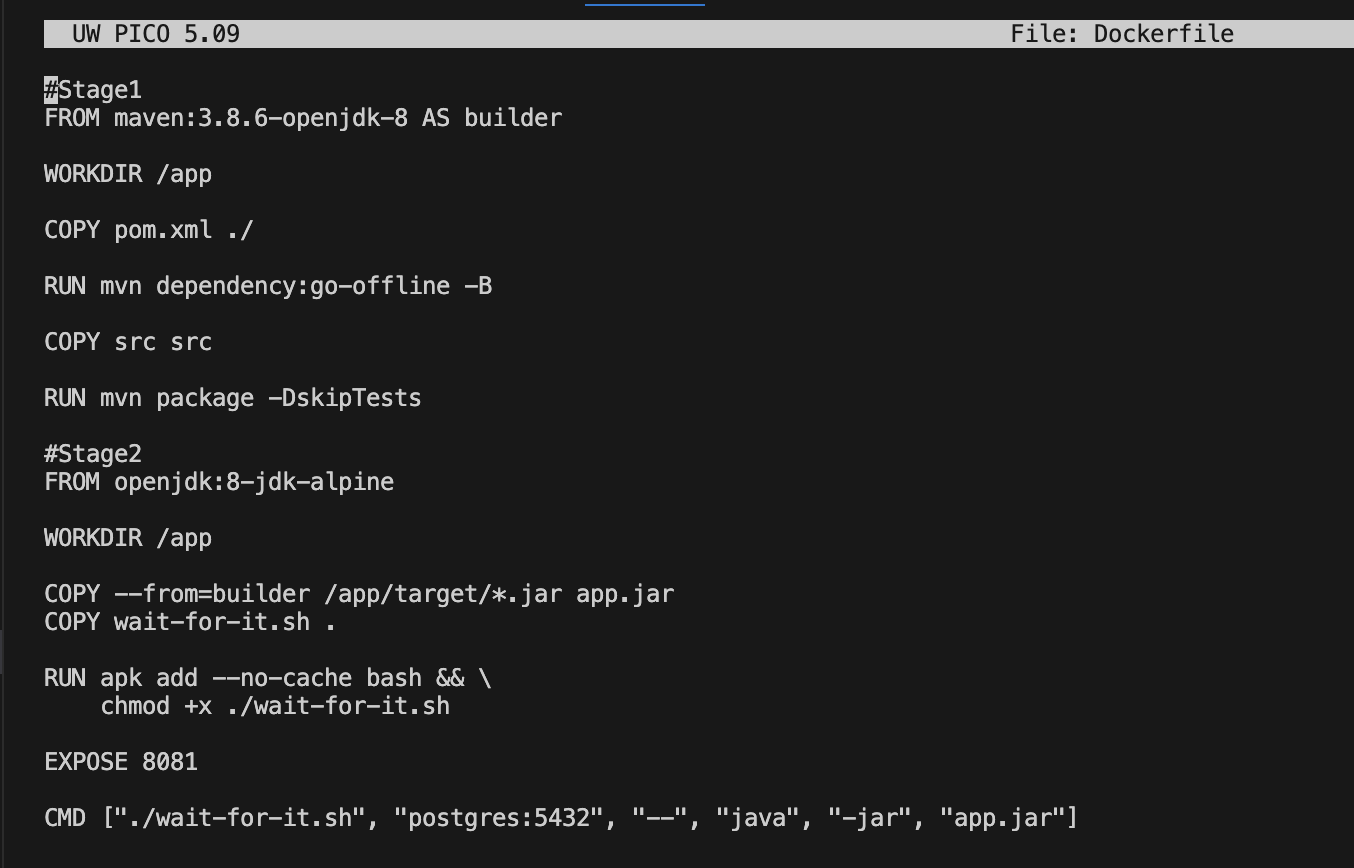 UW PICO 5.09 File: Dockerfile
#Stage1
FROM maven:3.8.6-openjdk-8 AS builder
WORKDIR /app
COPY pom.xml ./
RUN mvn dependency:go-offline -B
COPY src src
RUN mvn package -DskipTests
#Stage2
FROM openjdk:8-jdk-alpine
WORKDIR /app
COPY --from=builder /app/target/*.jar app.jar
COPY wait-for-it.sh .
RUN apk add --no-cache bash && \
    chmod +x ./wait-for-it.sh
EXPOSE 8081
CMD ["./wait-for-it.sh", "postgres:5432", "--", "java", "-jar", "app.jar"]